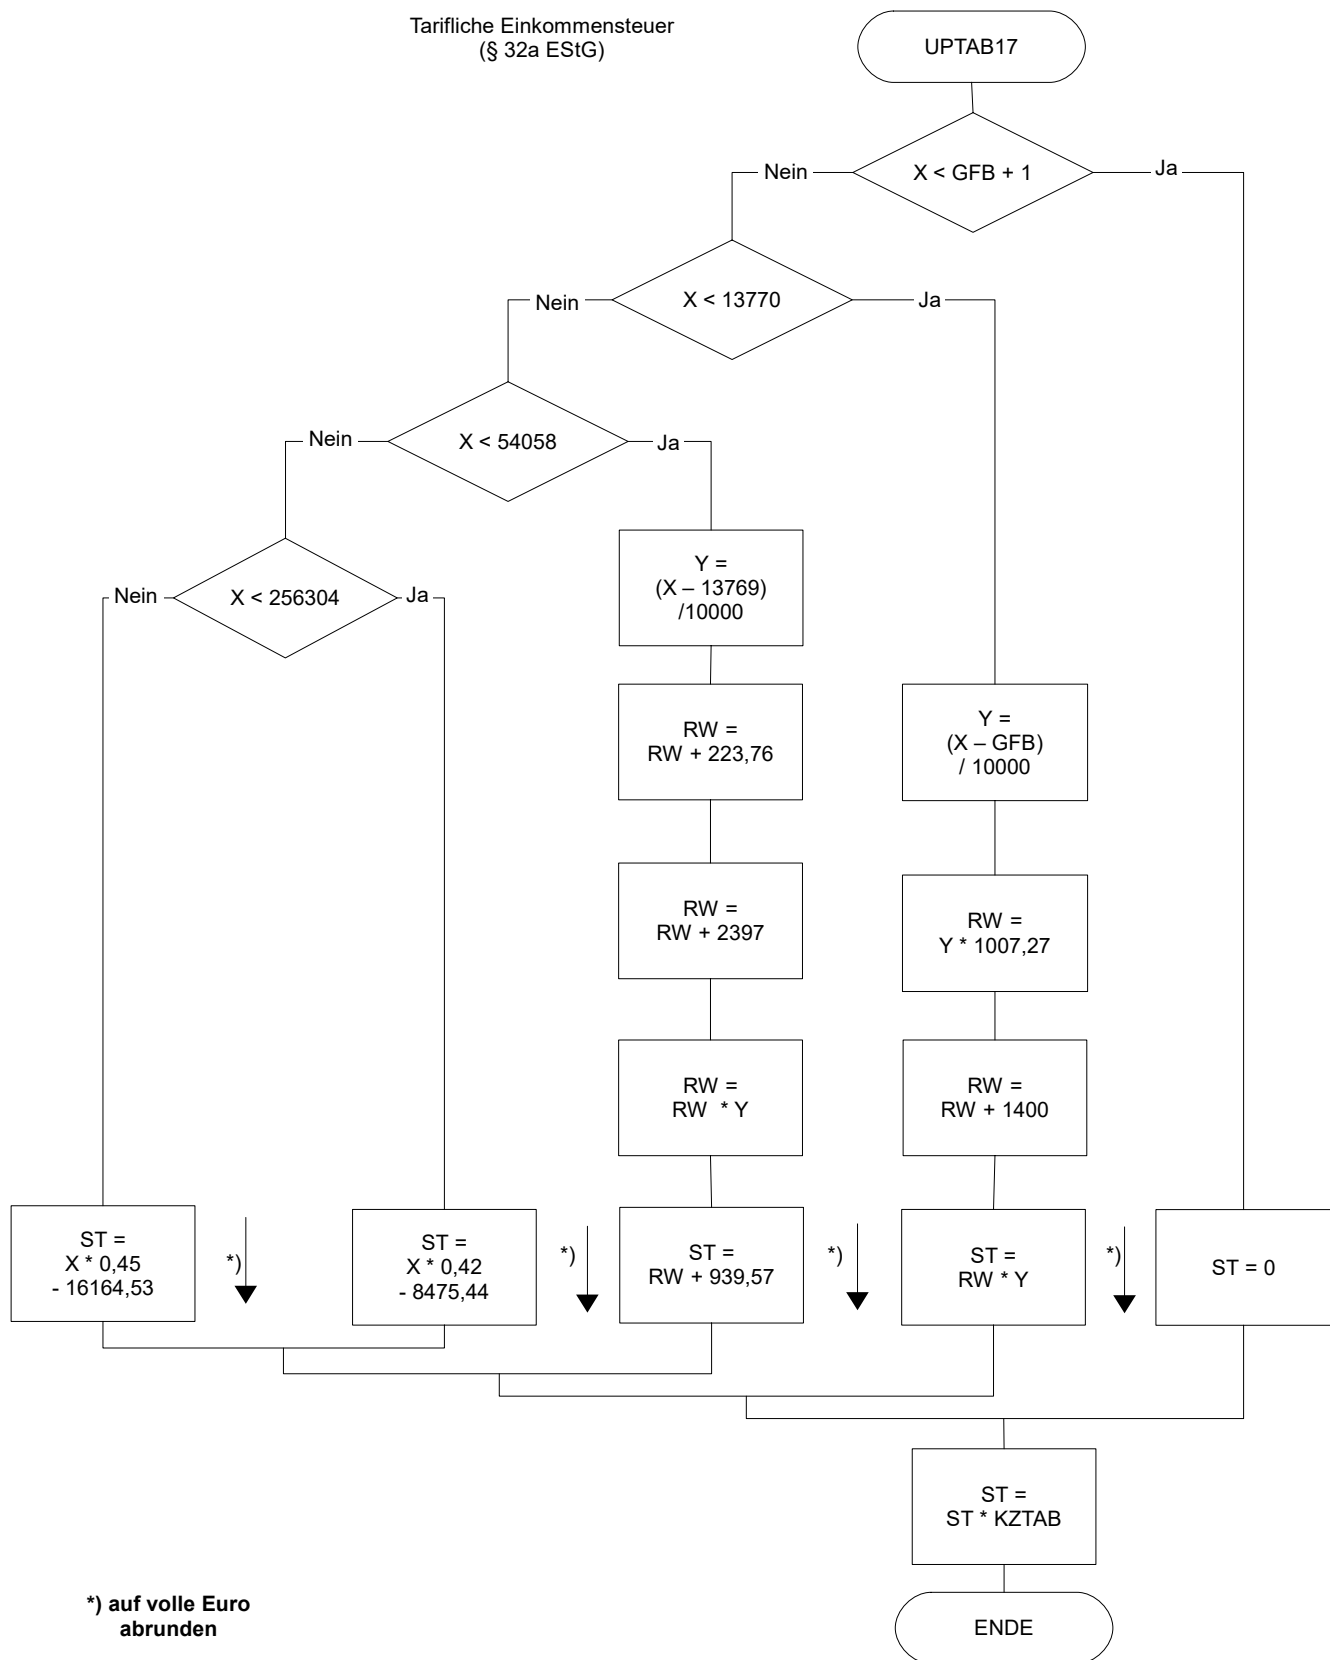 Tarifliche Einkommensteuer
(§ 32a EStG)
UPTAB17
X < GFB + 1
Nein
Ja
X < 13770
Nein
Ja
X < 54058
Nein
Ja
X < 256304
Nein
Ja
Y =
(X – 13769)
/10000
RW =
RW + 223,76
Y =
(X – GFB)
/ 10000
RW =
RW + 2397
RW =
Y * 1007,27
RW =
RW * Y
RW =
RW + 1400
ST =
X * 0,45
- 16164,53
*)
ST =
X * 0,42
- 8475,44
*)
ST =
RW + 939,57
*)
ST =
RW * Y
*)
ST = 0
ST =
ST * KZTAB
*) auf volle Euro
abrunden
ENDE